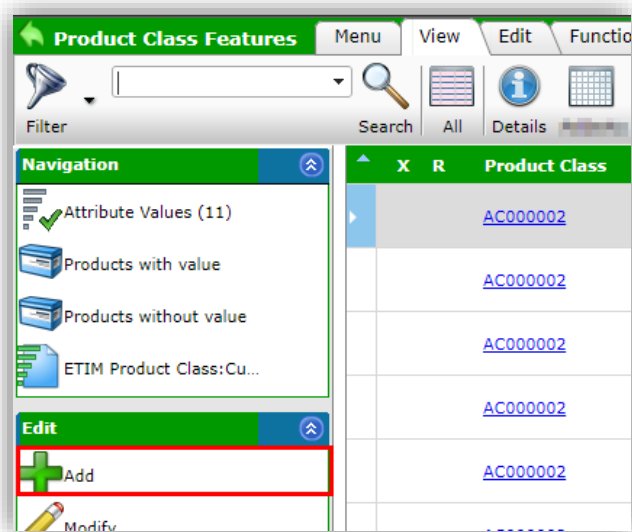 Product Class Features
Menu
View
Edit
Functio
Filter
Search
All
Details
Navigation
Attribute Values (11)
Products with value
Products without value
ETIM Product Class:Cu...
Edit
Add
Modify
X R Product Class
AC000002
AC000002
AC000002
AC000002
AC000002